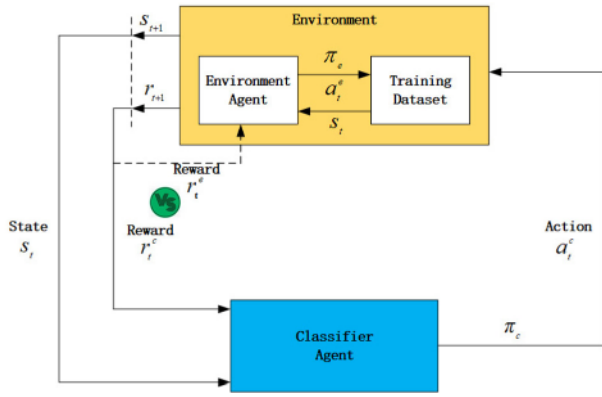 Environment
s_{t+1}
r_{t+1}
Environment
Agent
π_e
a_t^e
s_t
Training
Dataset
Reward
r_t^e
VS
Reward
r_t^c
State
s_t
Action
a_t^c
Classifier
Agent
π_c